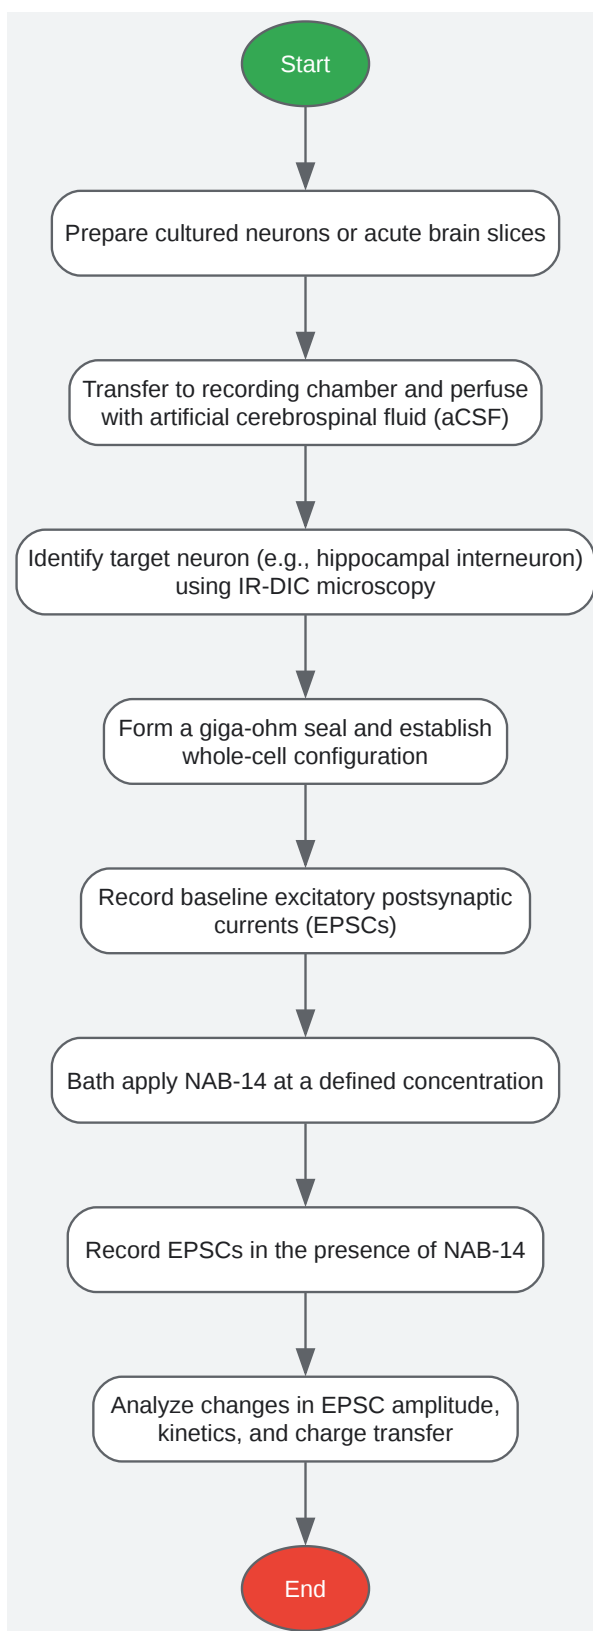 Start
Prepare cultured neurons or acute brain slices
Transfer to recording chamber and perfuse
with artificial cerebrospinal fluid (aCSF)
Identify target neuron (e.g., hippocampal interneuron)
using IR-DIC microscopy
Form a giga-ohm seal and establish
whole-cell configuration
Record baseline excitatory postsynaptic
currents (EPSCs)
Bath apply NAB-14 at a defined concentration
Record EPSCs in the presence of NAB-14
Analyze changes in EPSC amplitude,
kinetics, and charge transfer
End